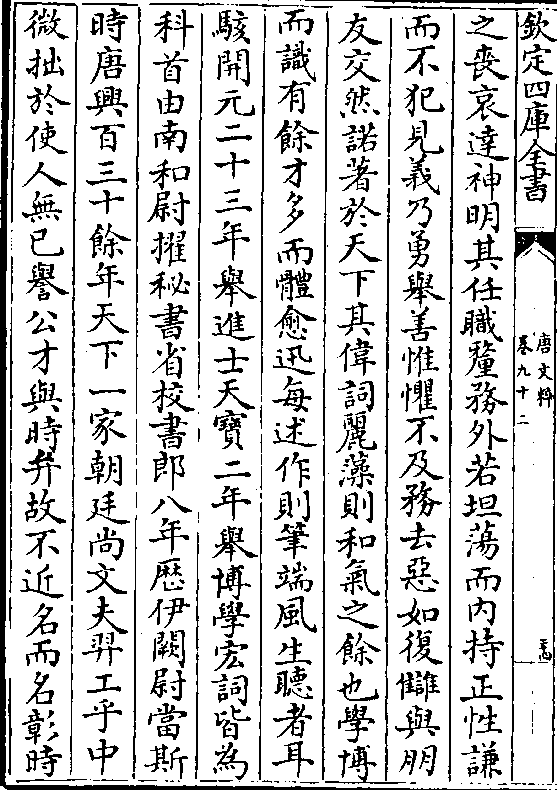 欽定四庫全書
唐文粹
卷九十二
之喪哀達神明其任職釐務外若坦蕩而內持正性謙
而不犯見義乃勇舉善惟懼不及務去惡如復讎與朋
友交然諾著於天下其偉詞麗藻則和氣之餘也學博
而識有餘才多而體愈迅每述作則筆端風生聽者耳
駭開元二十三年舉進士天寶二年舉博學宏詞皆為
科首由南和尉擢秘書省校書郎八年歷伊闕尉當斯
時唐興百三十餘年天下一家朝廷尚文夫羿工乎中
微拙於使人無已譽公才與時并故不近名而名彰時